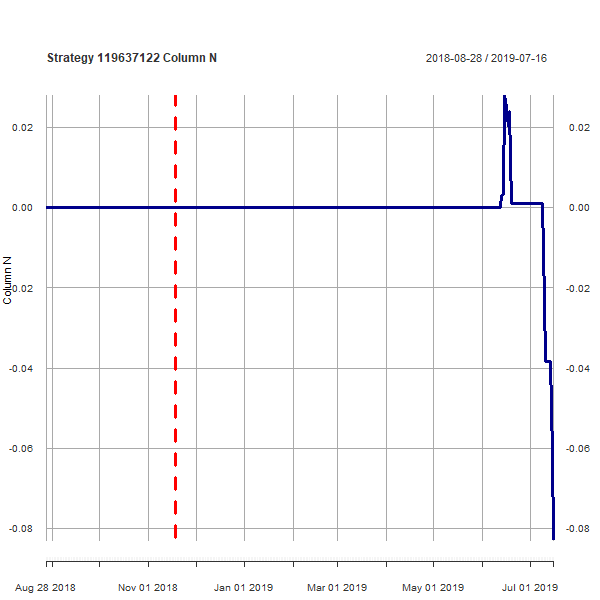 Strategy 119637122 Column N
2018-08-28 / 2019-07-16
0.02
0.02
0.00
0.00
Column N
-0.02
-0.02
-0.04
-0.04
-0.06
-0.06
-0.08
-0.08
Aug 28 2018
Nov 01 2018
Jan 01 2019
Mar 01 2019
May 01 2019
Jul 01 2019